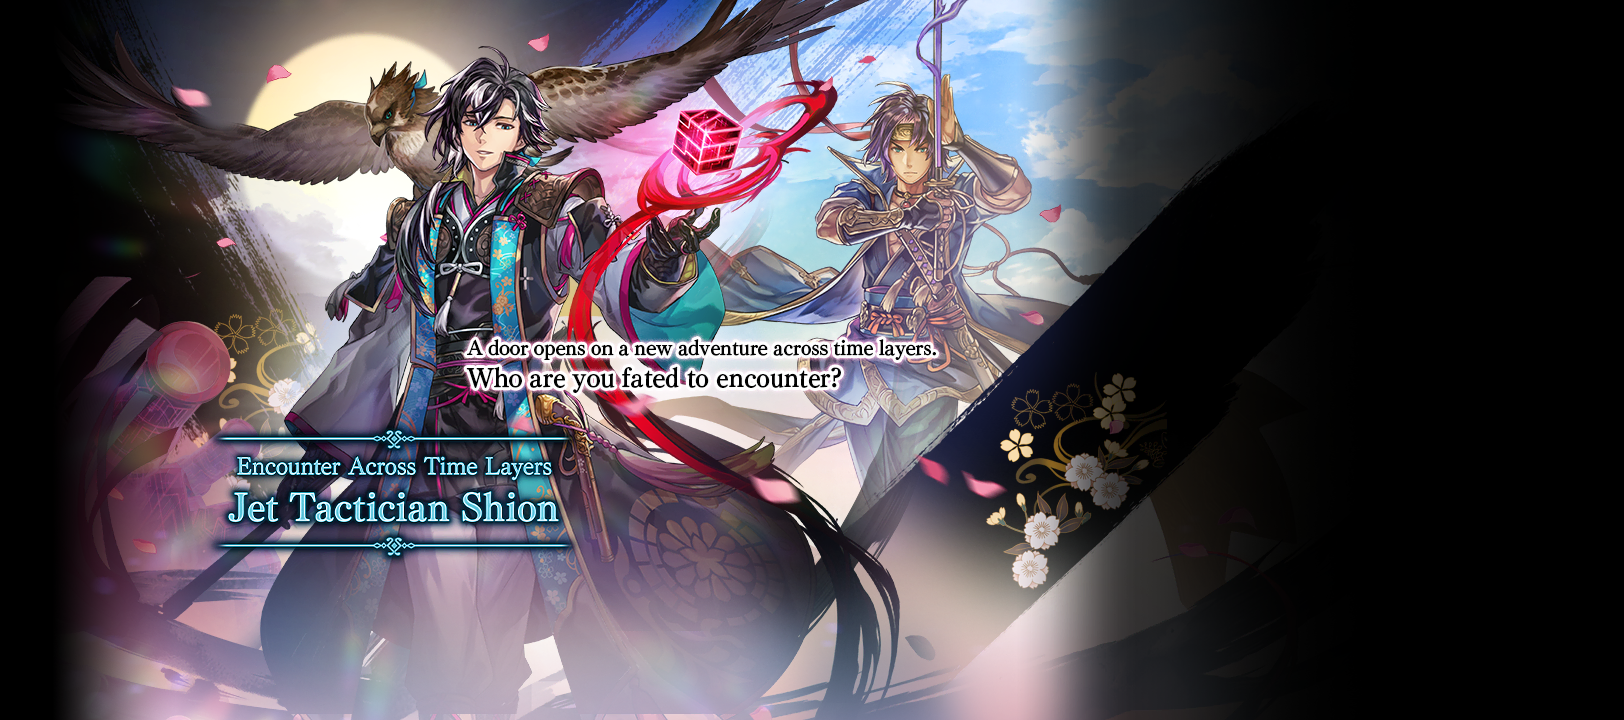 A door opens on a new adventure across time layers.
Who are you fated to encounter?
Encounter Across Time Layers
Jet Tactician Shion